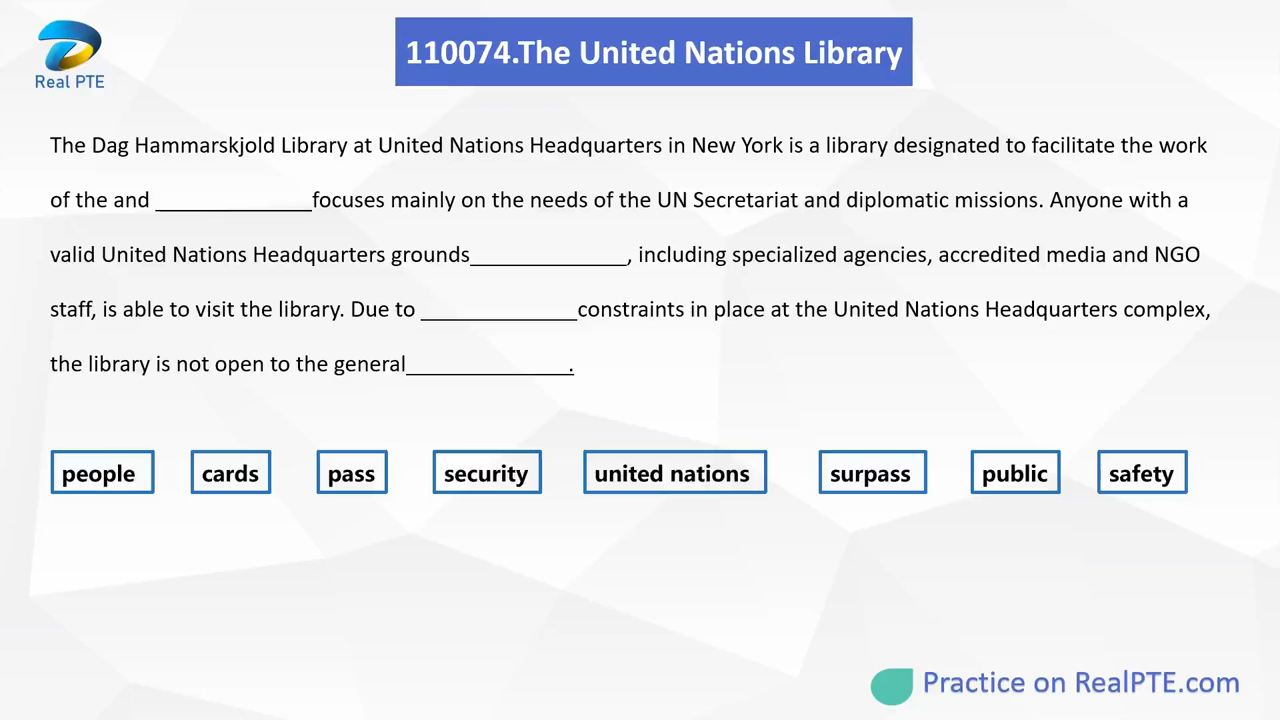 Real PTE
110074.The United Nations Library
The Dag Hammarskjold Library at United Nations Headquarters in New York is a library designated to facilitate the work
of the and _____________focuses mainly on the needs of the UN Secretariat and diplomatic missions. Anyone with a
valid United Nations Headquarters grounds_____________, including specialized agencies, accredited media and NGO
staff, is able to visit the library. Due to _____________constraints in place at the United Nations Headquarters complex,
the library is not open to the general_____________.
people cards pass security united nations surpass public safety
Practice on RealPTE.com